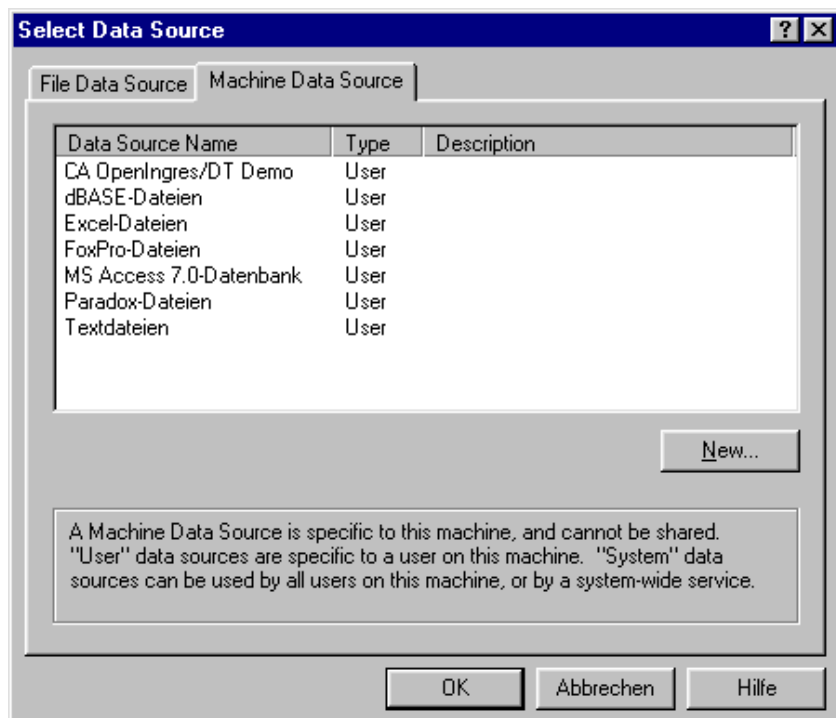 Select Data Source
File Data Source Machine Data Source
Data Source Name Type Description
CA OpenIngres/DT Demo User
dBASE-Dateien User
Excel-Dateien User
FoxPro-Dateien User
MS Access 7.0-Datenbank User
Paradox-Dateien User
Textdateien User
New...
A Machine Data Source is specific to this machine, and cannot be shared.
"User" data sources are specific to a user on this machine. "System" data
sources can be used by all users on this machine, or by a system-wide service.
OK Abbrechen Hilfe